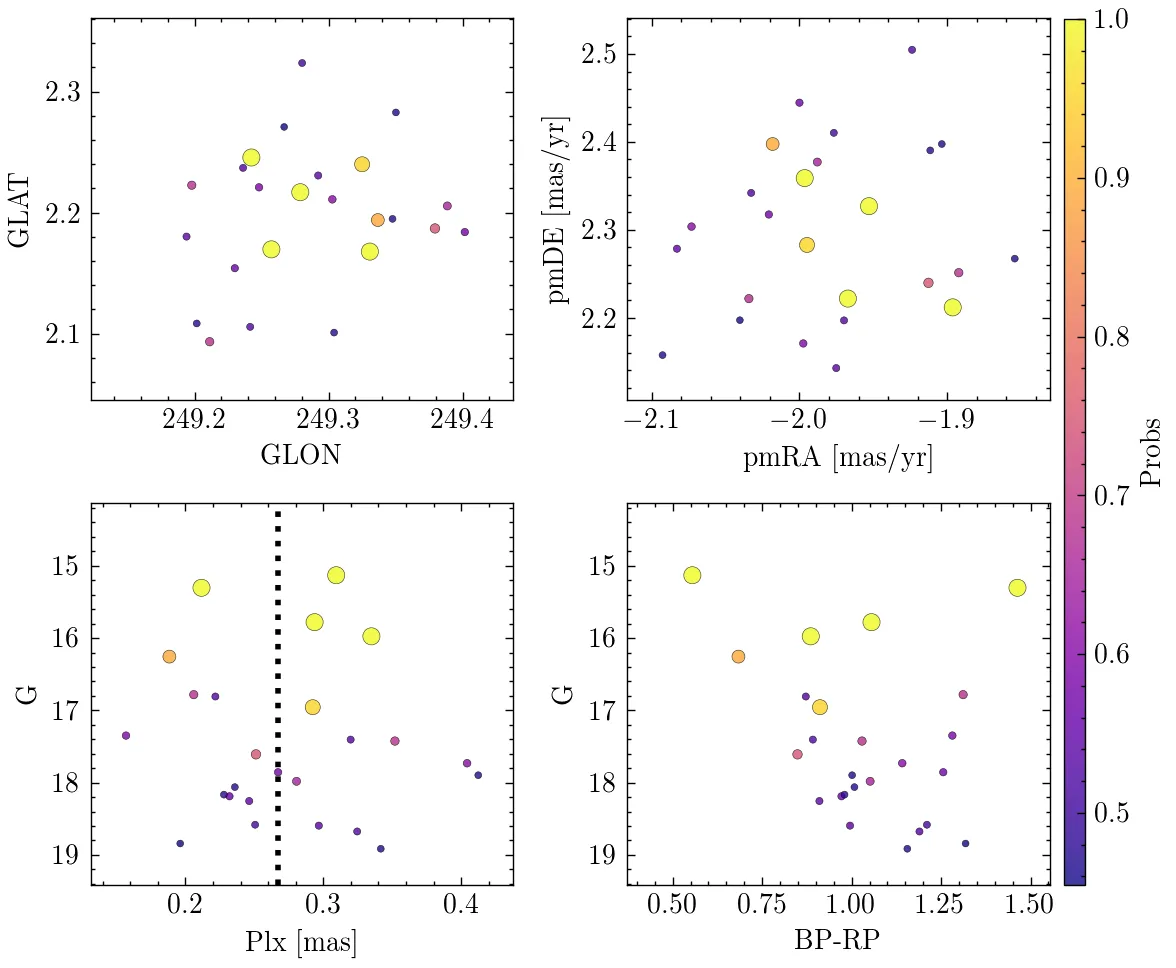 2.3
2.2
2.1
GLAT
249.2 249.3 249.4
GLON
2.5
2.4
2.3
2.2
pmDE [mas/yr]
−2.1 −2.0 −1.9
pmRA [mas/yr]
1.0
0.9
0.8
0.7
0.6
0.5
Probs
15
16
17
18
19
G
0.2 0.3 0.4
Plx [mas]
15
16
17
18
19
G
0.50 0.75 1.00 1.25 1.50
BP-RP